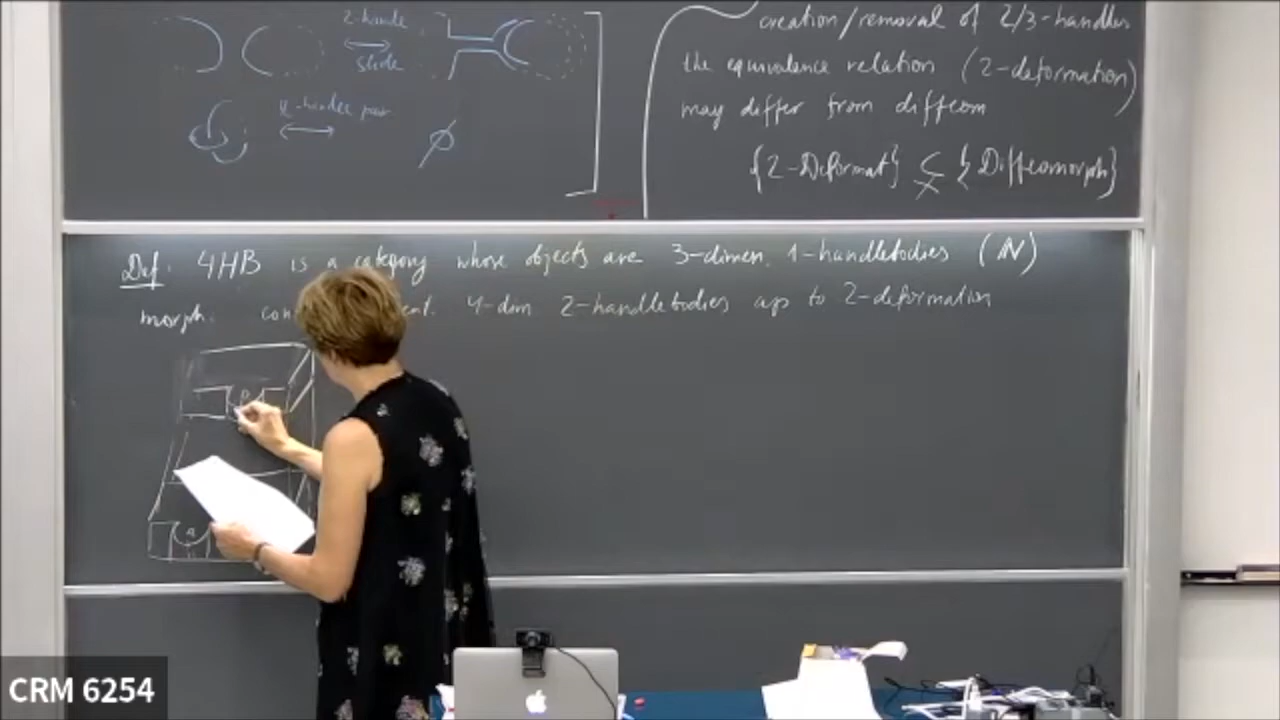 2-handle
slide
creation/removal of 2/3-handles
the equivalence relation (2-deformation)
may differ from diffeom
{2-Deformat} ⊊ {Diffeomorph}
Def: 4HB is a category whose objects are 3-dimen. 1-handlebodies (N)
morph. 4-dim 2-handlebodies up to 2-deformation
CRM 6254